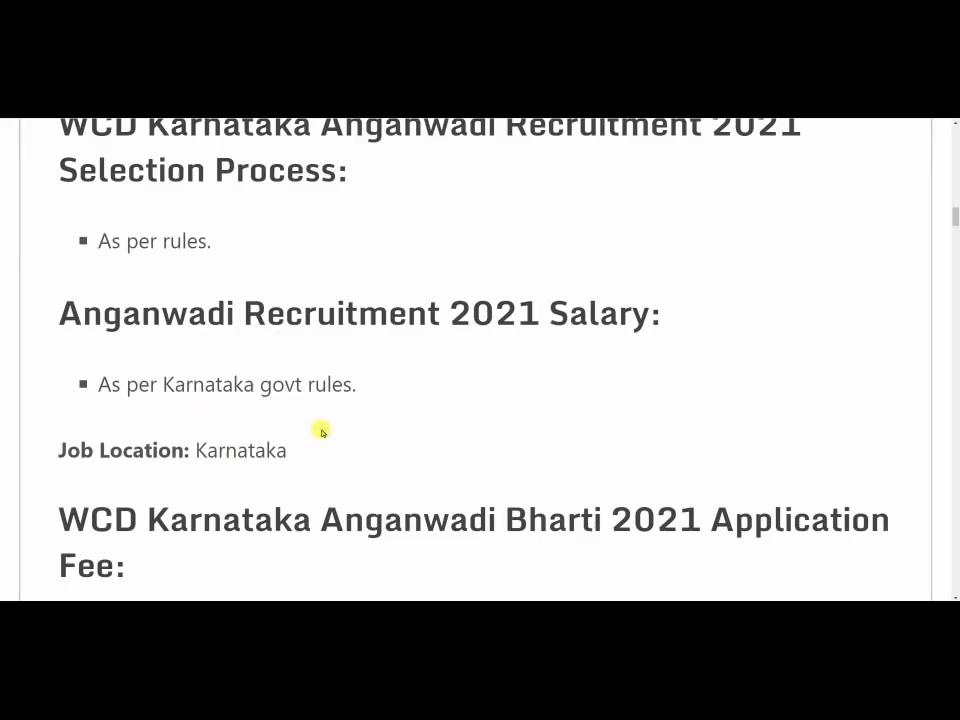 WCD Karnataka Anganwadi Recruitment 2021
Selection Process:
As per rules.
Anganwadi Recruitment 2021 Salary:
As per Karnataka govt rules.
Job Location: Karnataka
WCD Karnataka Anganwadi Bharti 2021 Application
Fee: